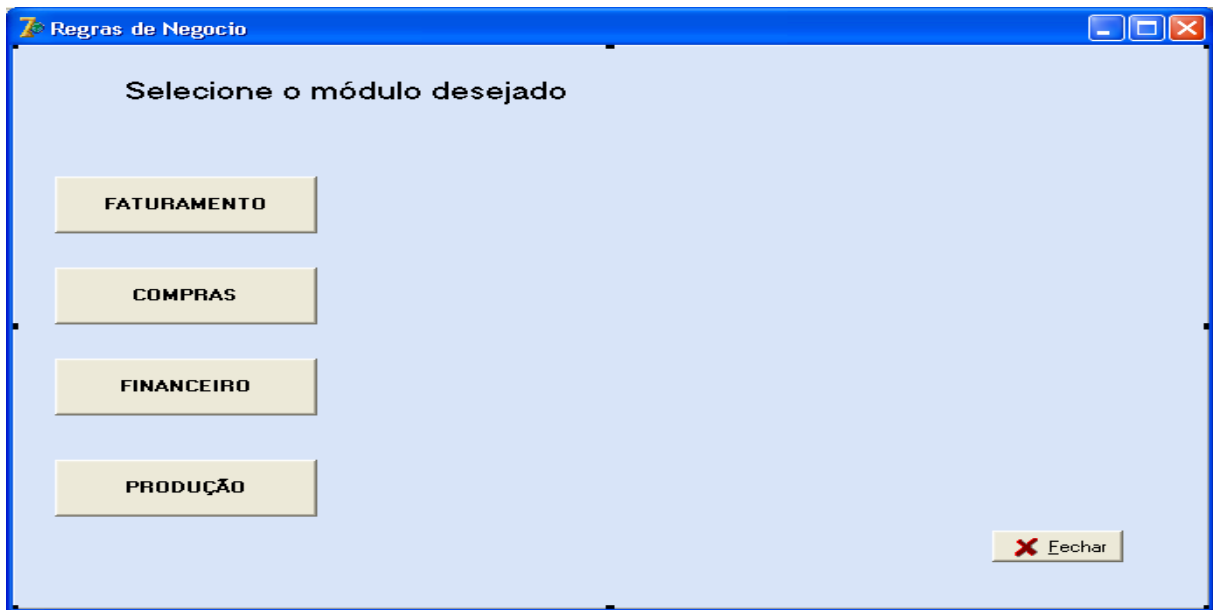 Regras de Negocio
Selecione o módulo desejado
FATURAMENTO
COMPRAS
FINANCEIRO
PRODUÇÃO
Fechar